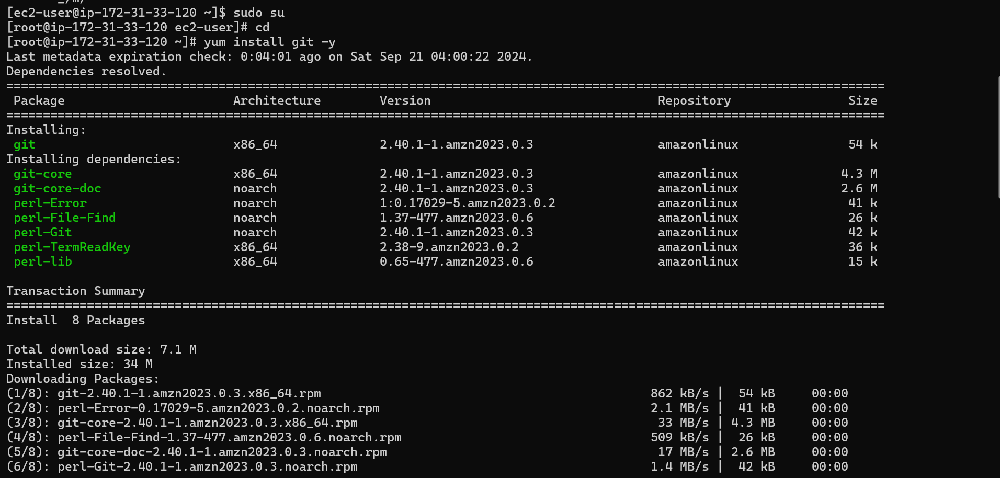 [ec2-user@ip-172-31-33-120 ~]$ sudo su
[root@ip-172-31-33-120 ec2-user]# cd
[root@ip-172-31-33-120 ~]# yum install git -y
Last metadata expiration check: 0:04:01 ago on Sat Sep 21 04:00:22 2024.
Dependencies resolved.
========================================================================================================================
Package Architecture Version Repository Size
========================================================================================================================
Installing:
git x86_64 2.40.1-1.amzn2023.0.3 amazonlinux 54 k
Installing dependencies:
git-core x86_64 2.40.1-1.amzn2023.0.3 amazonlinux 4.3 M
git-core-doc noarch 2.40.1-1.amzn2023.0.3 amazonlinux 2.6 M
perl-Error noarch 1:0.17029-5.amzn2023.0.2 amazonlinux 41 k
perl-File-Find noarch 1.37-477.amzn2023.0.6 amazonlinux 26 k
perl-Git noarch 2.40.1-1.amzn2023.0.3 amazonlinux 42 k
perl-TermReadKey x86_64 2.38-9.amzn2023.0.2 amazonlinux 36 k
perl-lib x86_64 0.65-477.amzn2023.0.6 amazonlinux 15 k
Transaction Summary
========================================================================================================================
Install  8 Packages
Total download size: 7.1 M
Installed size: 34 M
Downloading Packages:
(1/8): git-2.40.1-1.amzn2023.0.3.x86_64.rpm 862 kB/s | 54 kB 00:00
(2/8): perl-Error-0.17029-5.amzn2023.0.2.noarch.rpm 2.1 MB/s | 41 kB 00:00
(3/8): git-core-2.40.1-1.amzn2023.0.3.x86_64.rpm 33 MB/s | 4.3 MB 00:00
(4/8): perl-File-Find-1.37-477.amzn2023.0.6.noarch.rpm 509 kB/s | 26 kB 00:00
(5/8): git-core-doc-2.40.1-1.amzn2023.0.3.noarch.rpm 17 MB/s | 2.6 MB 00:00
(6/8): perl-Git-2.40.1-1.amzn2023.0.3.noarch.rpm 1.4 MB/s | 42 kB 00:00